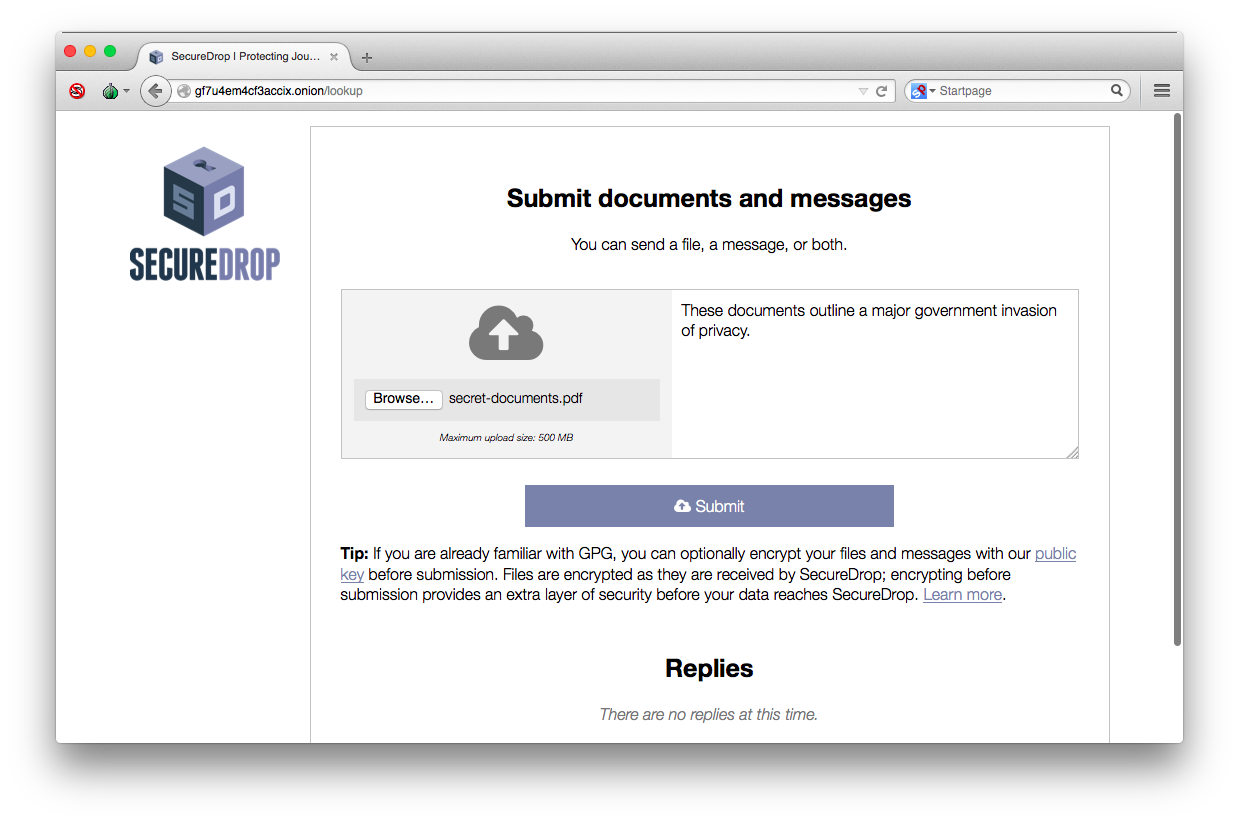 SecureDrop | Protecting Jou...
gf7u4em4cf3accix.onion/lookup
Startpage
S D
SECUREDROP
Submit documents and messages
You can send a file, a message, or both.
These documents outline a major government invasion
of privacy.
Browse... secret-documents.pdf
Maximum upload size: 500 MB
Submit
Tip: If you are already familiar with GPG, you can optionally encrypt your files and messages with our public
key before submission. Files are encrypted as they are received by SecureDrop; encrypting before
submission provides an extra layer of security before your data reaches SecureDrop. Learn more.
Replies
There are no replies at this time.